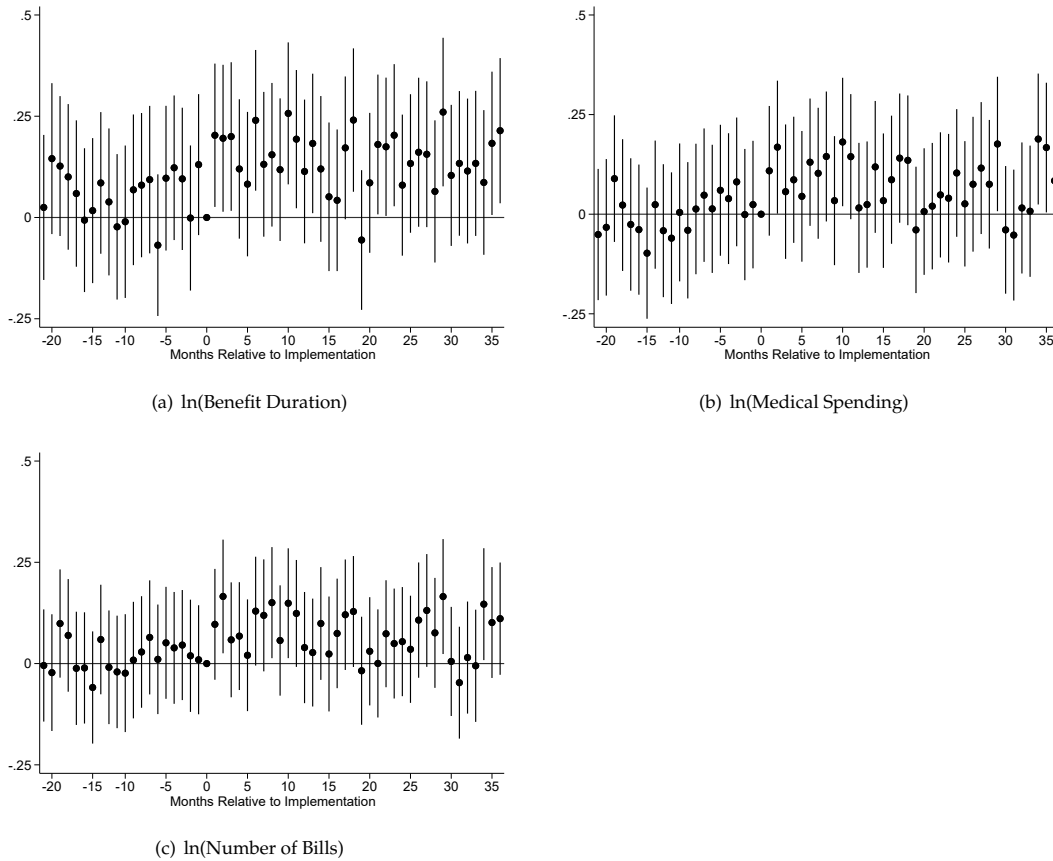 .5
.25
0
-.25
-20 -15 -10 -5 0 5 10 15 20 25 30 35
Months Relative to Implementation
(a) ln(Benefit Duration)
.5
.25
0
-.25
-20 -15 -10 -5 0 5 10 15 20 25 30 35
Months Relative to Implementation
(b) ln(Medical Spending)
.5
.25
0
-.25
-20 -15 -10 -5 0 5 10 15 20 25 30 35
Months Relative to Implementation
(c) ln(Number of Bills)